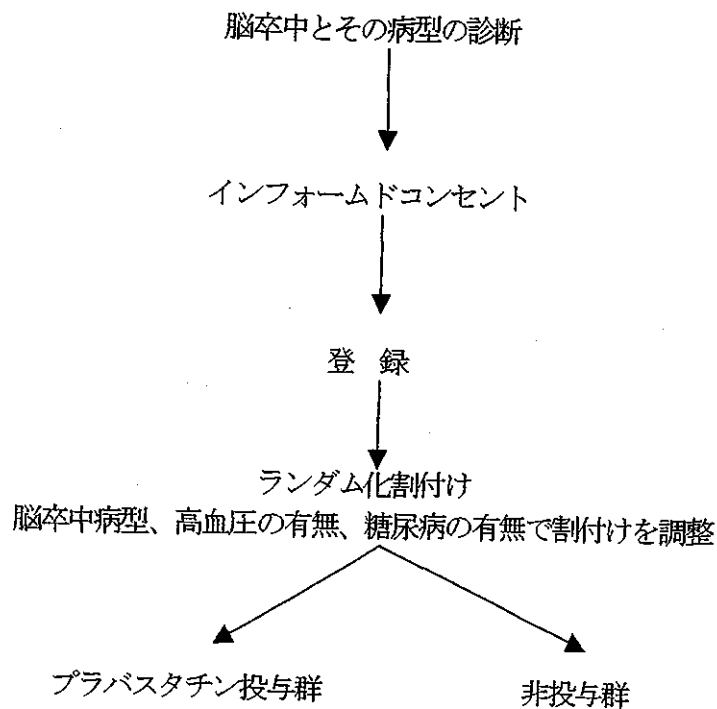 脳卒中とその病型の診断
インフォームドコンセント
登 録
ランダム化割付け
脳卒中病型、高血圧の有無、糖尿病の有無で割付けを調整
プラバスタチン投与群
非投与群